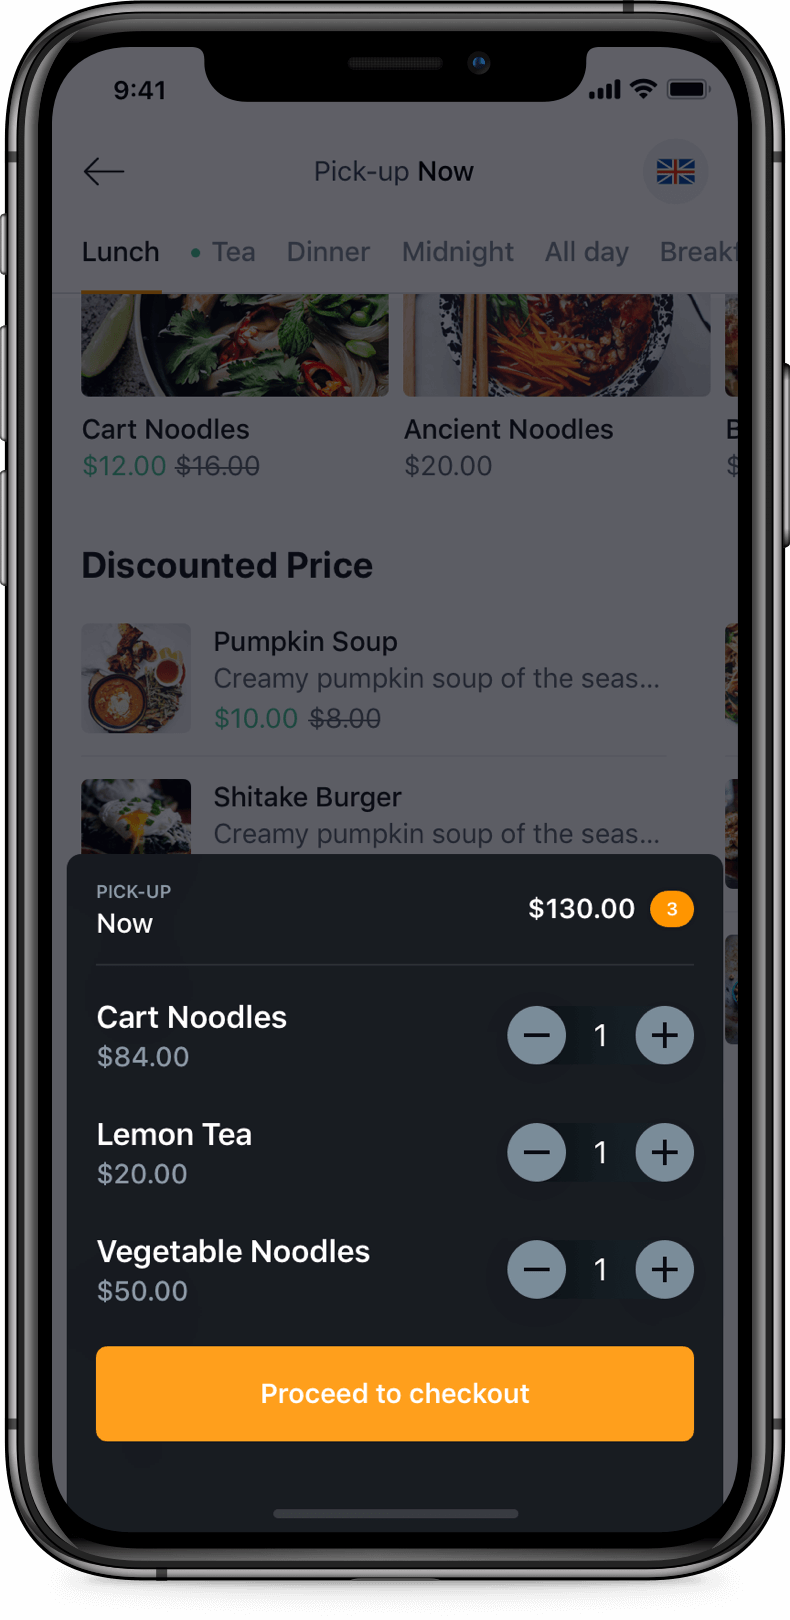 9:41
Pick-up Now
Lunch • Tea Dinner Midnight All day Breakf
Cart Noodles
$12.00 $16.00
Ancient Noodles
$20.00
B
$
Discounted Price
Pumpkin Soup
Creamy pumpkin soup of the seas...
$10.00 $8.00
Shitake Burger
Creamy pumpkin soup of the seas...
PICK-UP
Now
$130.00 3
Cart Noodles
$84.00
1
Lemon Tea
$20.00
1
Vegetable Noodles
$50.00
1
Proceed to checkout